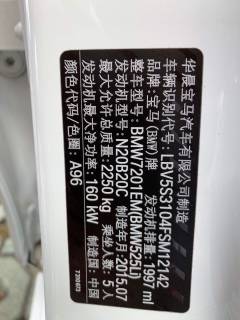 华晨宝马汽车有限公司制造
车辆识别代号: LBV5S3104FSM12142
品牌: 宝马 (BMW)牌 发动机排量: 1997 ml
整车型号: BMW7201EM(BMW525Li)
发动机型号: N20B20C 制造年月: 2015.07
最大允许总质量: 2250 kg 乘坐人数: 5 人
发动机最大净功率: 160 kW 制造国: 中国
颜色代码/色圈: A96